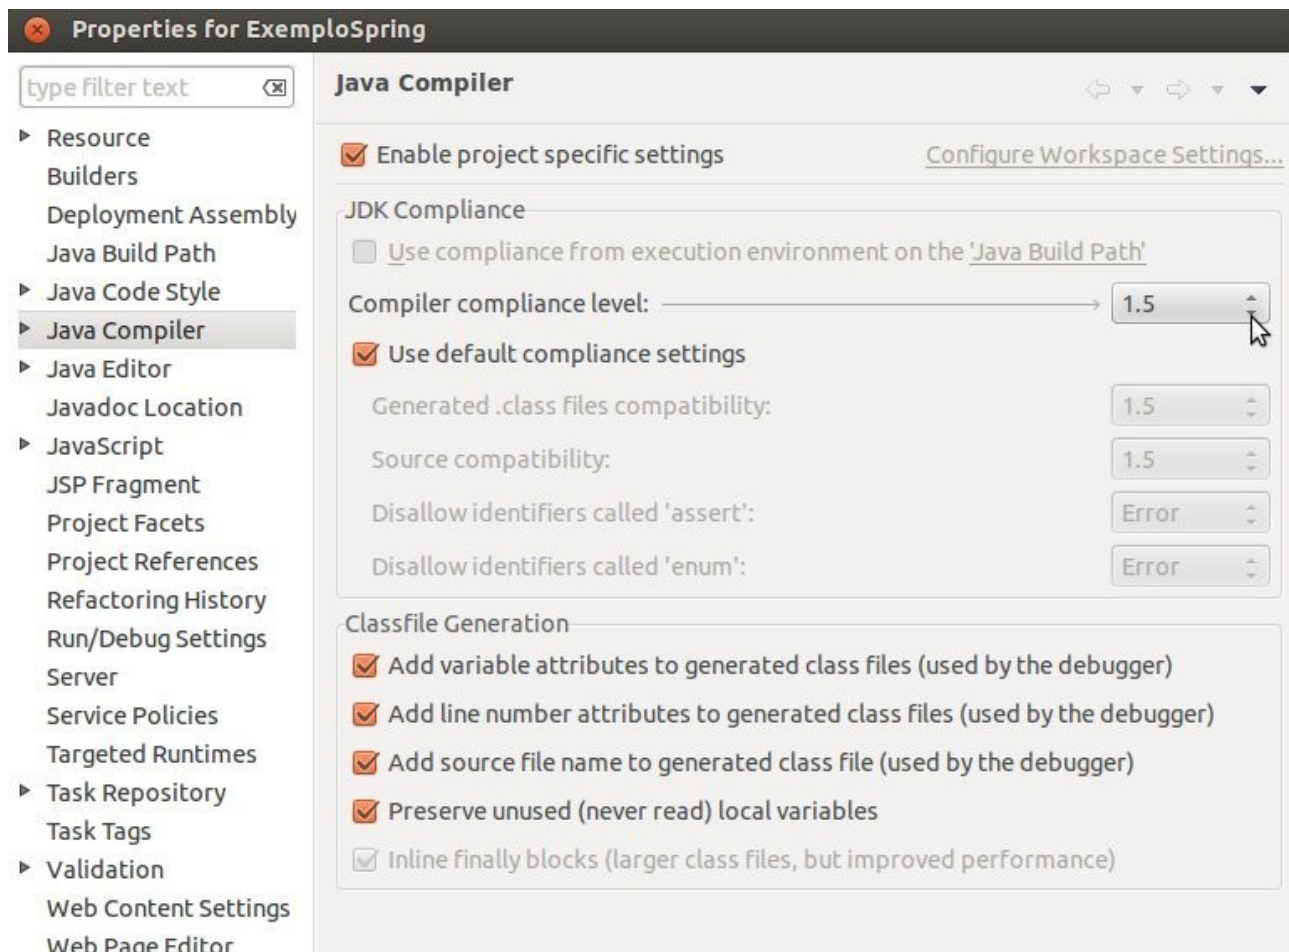 Properties for ExemploSpring
type filter text
Resource
Builders
Deployment Assembly
Java Build Path
Java Code Style
Java Compiler
Java Editor
Javadoc Location
JavaScript
JSP Fragment
Project Facets
Project References
Refactoring History
Run/Debug Settings
Server
Service Policies
Targeted Runtimes
Task Repository
Task Tags
Validation
Web Content Settings
Web Page Editor
Java Compiler
Enable project specific settings Configure Workspace Settings...
JDK Compliance
Use compliance from execution environment on the 'Java Build Path'
Compiler compliance level: 1.5
Use default compliance settings
Generated .class files compatibility: 1.5
Source compatibility: 1.5
Disallow identifiers called 'assert': Error
Disallow identifiers called 'enum': Error
Classfile Generation
Add variable attributes to generated class files (used by the debugger)
Add line number attributes to generated class files (used by the debugger)
Add source file name to generated class file (used by the debugger)
Preserve unused (never read) local variables
Inline finally blocks (larger class files, but improved performance)